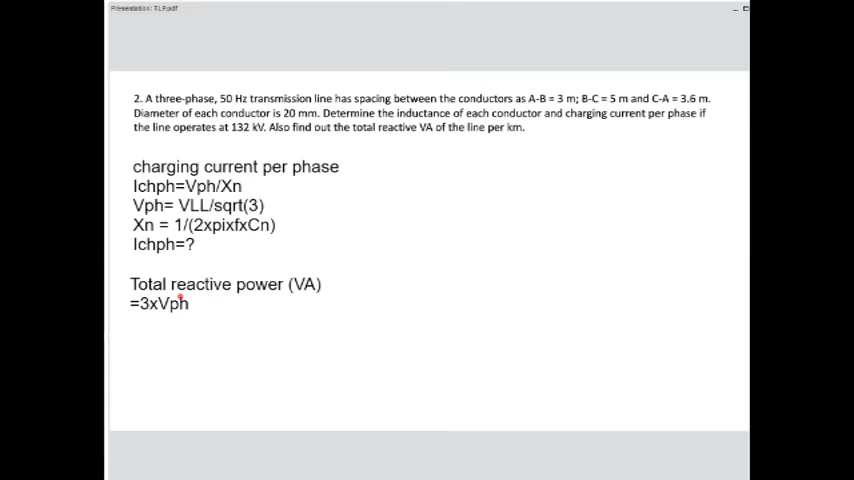 Presentation: TLP.pdf
2. A three-phase, 50 Hz transmission line has spacing between the conductors as A-B = 3 m; B-C = 5 m and C-A = 3.6 m.
Diameter of each conductor is 20 mm. Determine the inductance of each conductor and charging current per phase if
the line operates at 132 kV. Also find out the total reactive VA of the line per km.
charging current per phase
Ichph=Vph/Xn
Vph= VLL/sqrt(3)
Xn = 1/(2xpixfxCn)
Ichph=?
Total reactive power (VA)
=3xVph